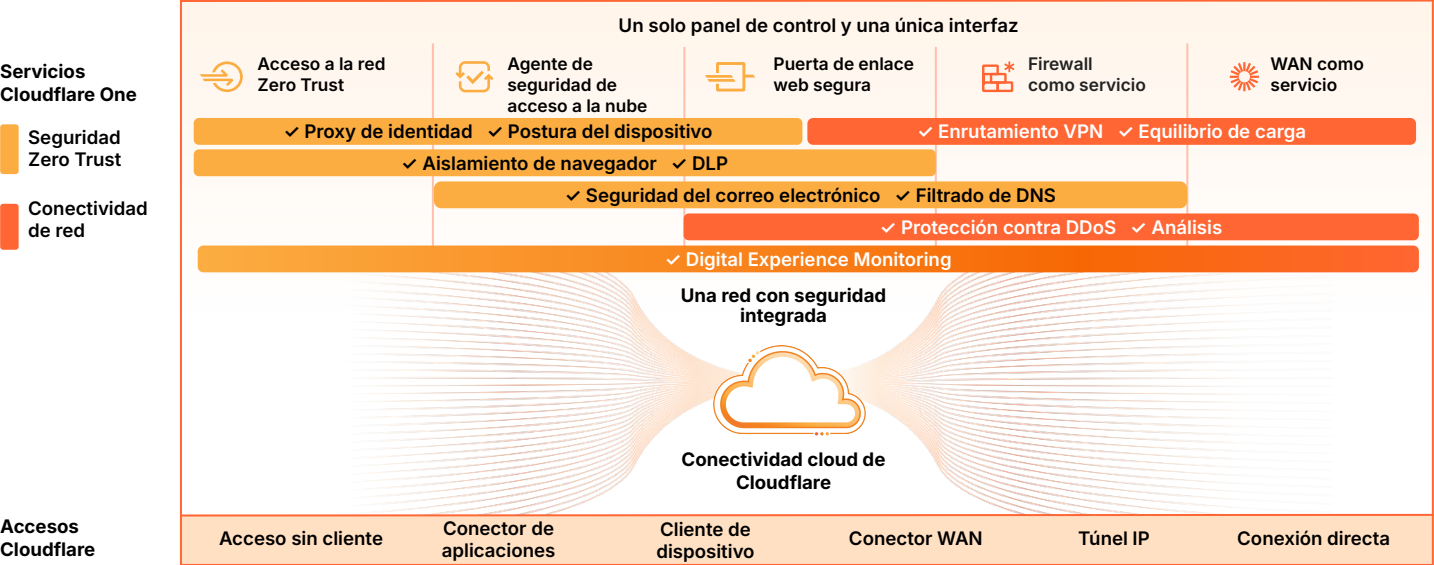 Un solo panel de control y una única interfaz
Servicios
Cloudflare One
Acceso a la red
Zero Trust
Agente de
seguridad de
acceso a la nube
Puerta de enlace
web segura
Firewall
como servicio
WAN como
servicio
Seguridad
Zero Trust
Conectividad
de red
✓ Proxy de identidad ✓ Postura del dispositivo
✓ Enrutamiento VPN ✓ Equilibrio de carga
✓ Aislamiento de navegador ✓ DLP
✓ Seguridad del correo electrónico ✓ Filtrado de DNS
✓ Protección contra DDoS ✓ Análisis
✓ Digital Experience Monitoring
Una red con seguridad
integrada
Conectividad cloud de
Cloudflare
Accesos
Cloudflare
Acceso sin cliente
Conector de
aplicaciones
Cliente de
dispositivo
Conector WAN
Túnel IP
Conexión directa